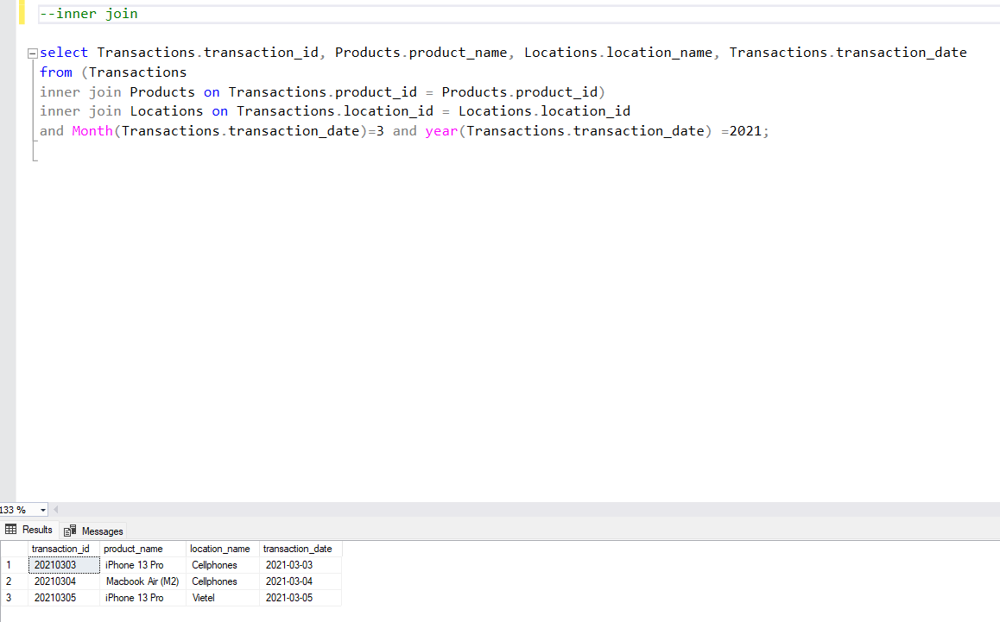 --inner join
select Transactions.transaction_id, Products.product_name, Locations.location_name, Transactions.transaction_date
from (Transactions
inner join Products on Transactions.product_id = Products.product_id)
inner join Locations on Transactions.location_id = Locations.location_id
and Month(Transactions.transaction_date)=3 and year(Transactions.transaction_date) =2021;
133 %
Results Messages
transaction_id product_name location_name transaction_date
1 20210303 iPhone 13 Pro Cellphones 2021-03-03
2 20210304 Macbook Air (M2) Cellphones 2021-03-04
3 20210305 iPhone 13 Pro Vietel 2021-03-05